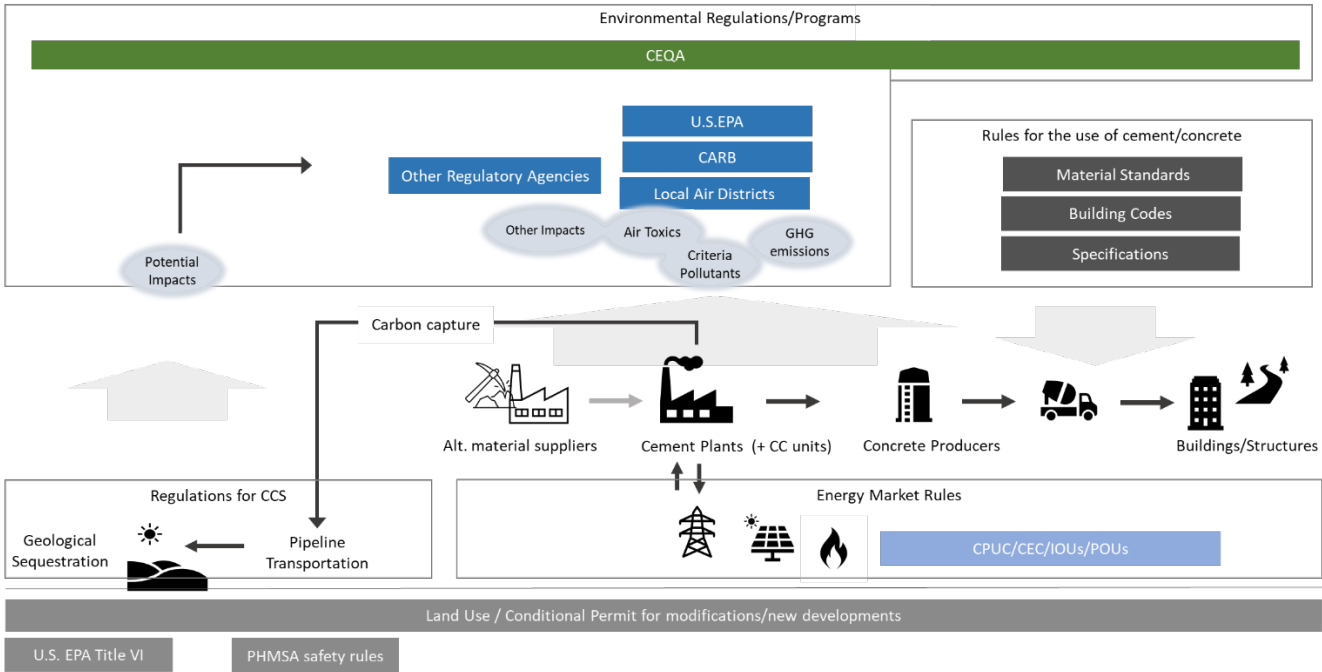 Environmental Regulations/Programs
CEQA
U.S.EPA
CARB
Local Air Districts
Other Regulatory Agencies
Other Impacts
Air Toxics
Criteria
Pollutants
GHG
emissions
Potential
Impacts
Rules for the use of cement/concrete
Material Standards
Building Codes
Specifications
Carbon capture
Alt. material suppliers
Cement Plants (+ CC units)
Concrete Producers
Buildings/Structures
Regulations for CCS
Geological
Sequestration
Pipeline
Transportation
Energy Market Rules
CPUC/CEC/IOUs/POUs
Land Use / Conditional Permit for modifications/new developments
U.S. EPA Title VI
PHMSA safety rules